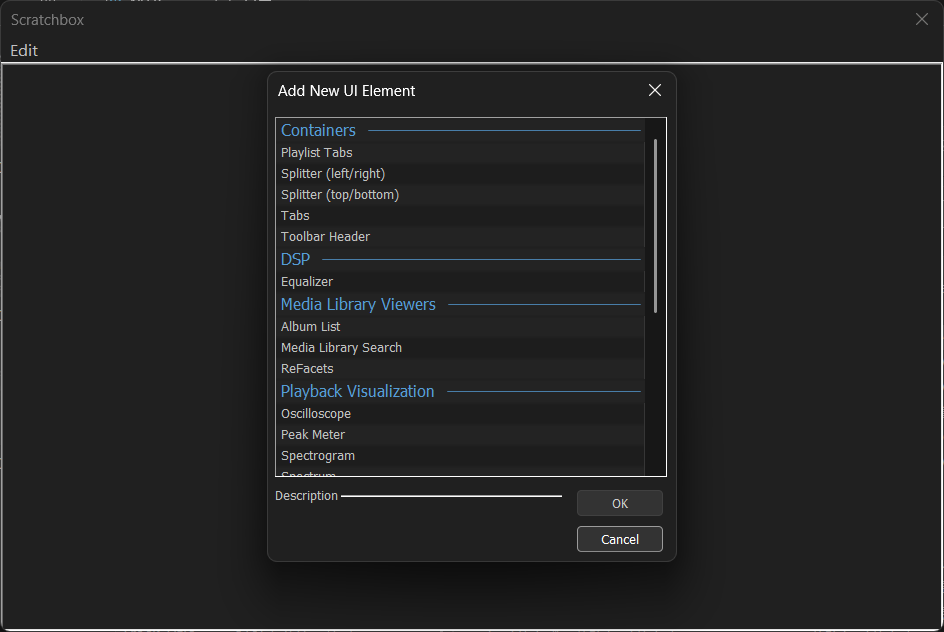 Scratchbox
Edit
Add New UI Element
Containers
Playlist Tabs
Splitter (left/right)
Splitter (top/bottom)
Tabs
Toolbar Header
DSP
Equalizer
Media Library Viewers
Album List
Media Library Search
ReFacets
Playback Visualization
Oscilloscope
Peak Meter
Spectrogram
Spectrum
Description
OK
Cancel